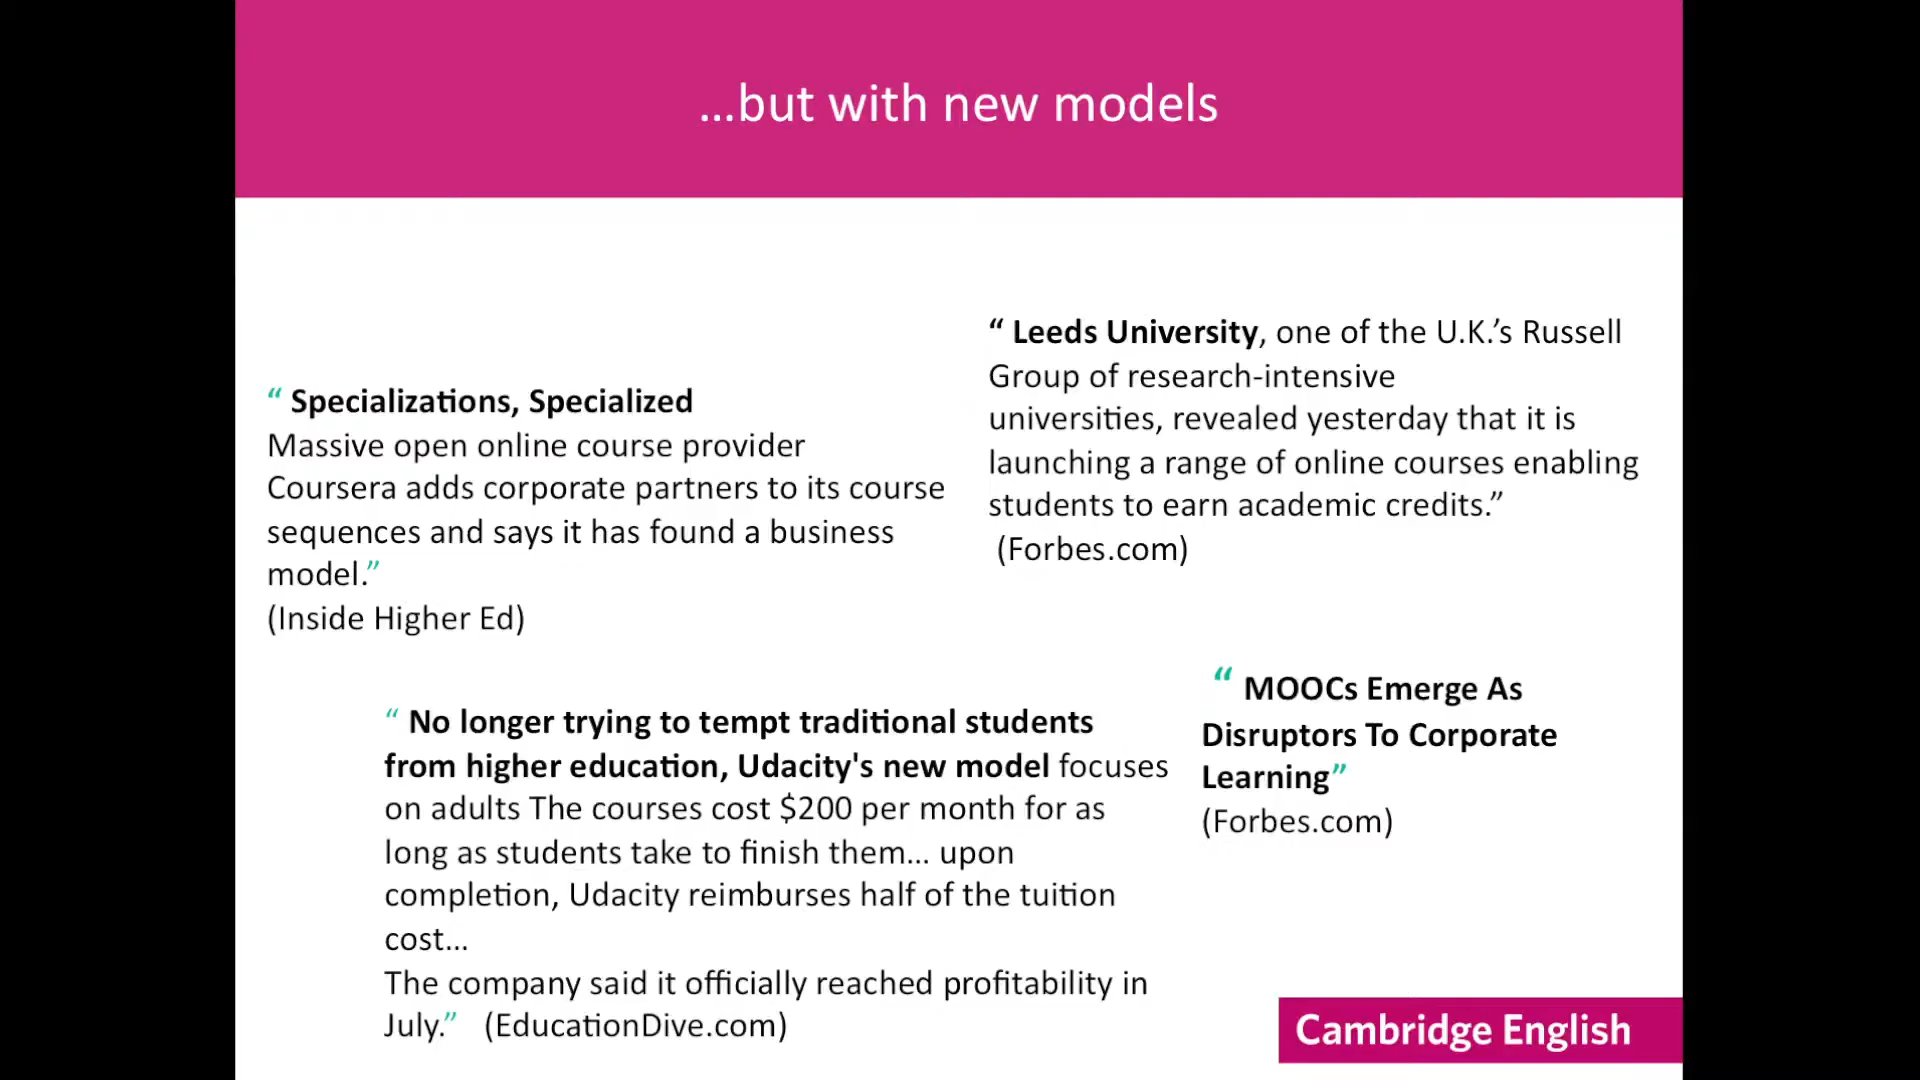 ...but with new models
“ Specializations, Specialized
Massive open online course provider
Coursera adds corporate partners to its course
sequences and says it has found a business
model.”
(Inside Higher Ed)
“ Leeds University, one of the U.K.’s Russell
Group of research-intensive
universities, revealed yesterday that it is
launching a range of online courses enabling
students to earn academic credits.”
(Forbes.com)
“ No longer trying to tempt traditional students
from higher education, Udacity's new model focuses
on adults The courses cost $200 per month for as
long as students take to finish them... upon
completion, Udacity reimburses half of the tuition
cost...
The company said it officially reached profitability in
July.” (EducationDive.com)
“ MOOCs Emerge As
Disruptors To Corporate
Learning”
(Forbes.com)
Cambridge English